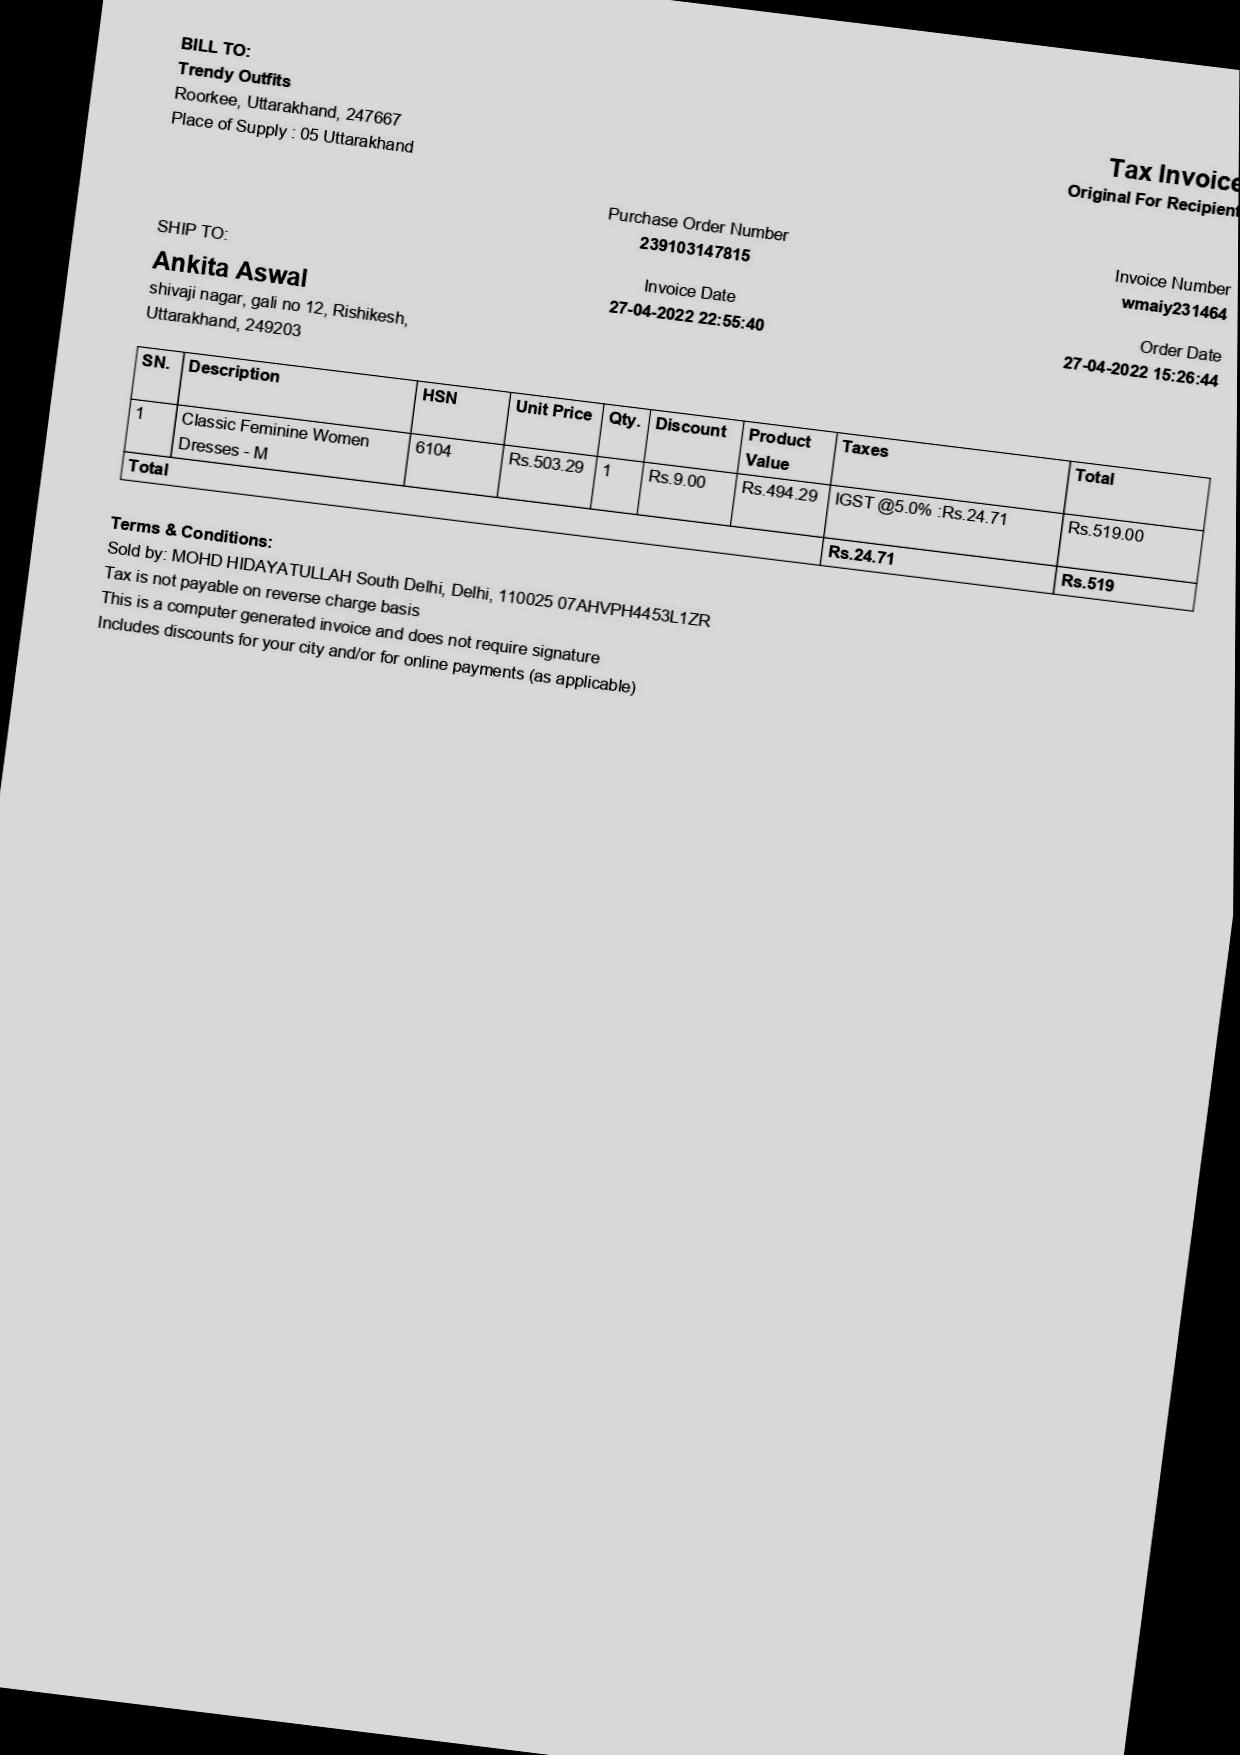 BILL TO:
Trendy Outfits
Roorkee, Uttarakhand, 247667
Place of Supply : 05 Uttarakhand
Tax Invoice
Original For Recipient
SHIP TO:
Ankita Aswal
shivaji nagar, gali no 12, Rishikesh,
Uttarakhand, 249203
Purchase Order Number
239103147815
Invoice Date
27-04-2022 22:55:40
Invoice Number
wmaiy231464
Order Date
27-04-2022 15:26:44
SN. Description HSN Unit Price Qty. Discount Product Value Taxes Total
1 Classic Feminine Women 6104 Rs.503.29 1 Rs.9.00 Rs.494.29 IGST @5.0% :Rs.24.71 Rs.519.00
Dresses - M
Total Rs.24.71 Rs.519
Terms & Conditions:
Sold by: MOHD HIDAYATULLAH South Delhi, Delhi, 110025 07AHVPH4453L1ZR
Tax is not payable on reverse charge basis
This is a computer generated invoice and does not require signature
Includes discounts for your city and/or for online payments (as applicable)